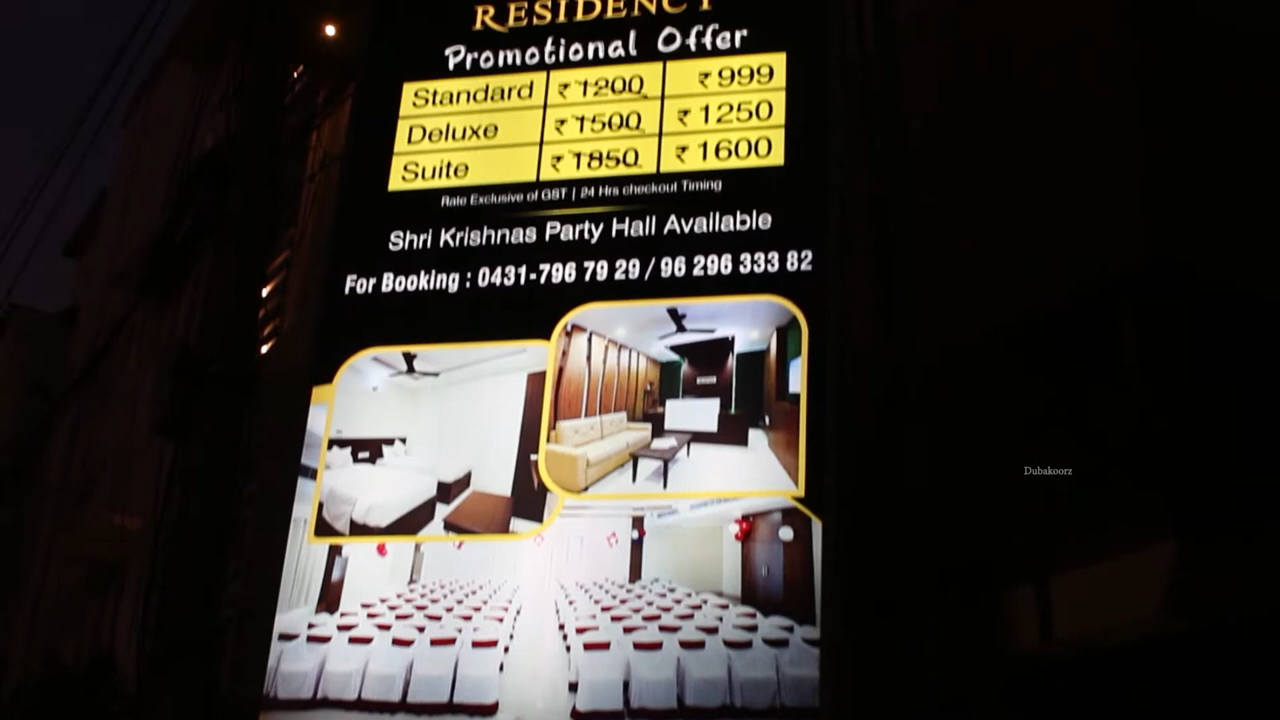 RESIDENCY
Promotional Offer
Standard ₹ 1200 ₹ 999
Deluxe ₹ 1500 ₹ 1250
Suite ₹ 1850 ₹ 1600
Rate Exclusive of GST | 24 Hrs checkout Timing
Shri Krishnas Party Hall Available
For Booking : 0431-796 79 29 / 96 296 333 82
Dubakoorz